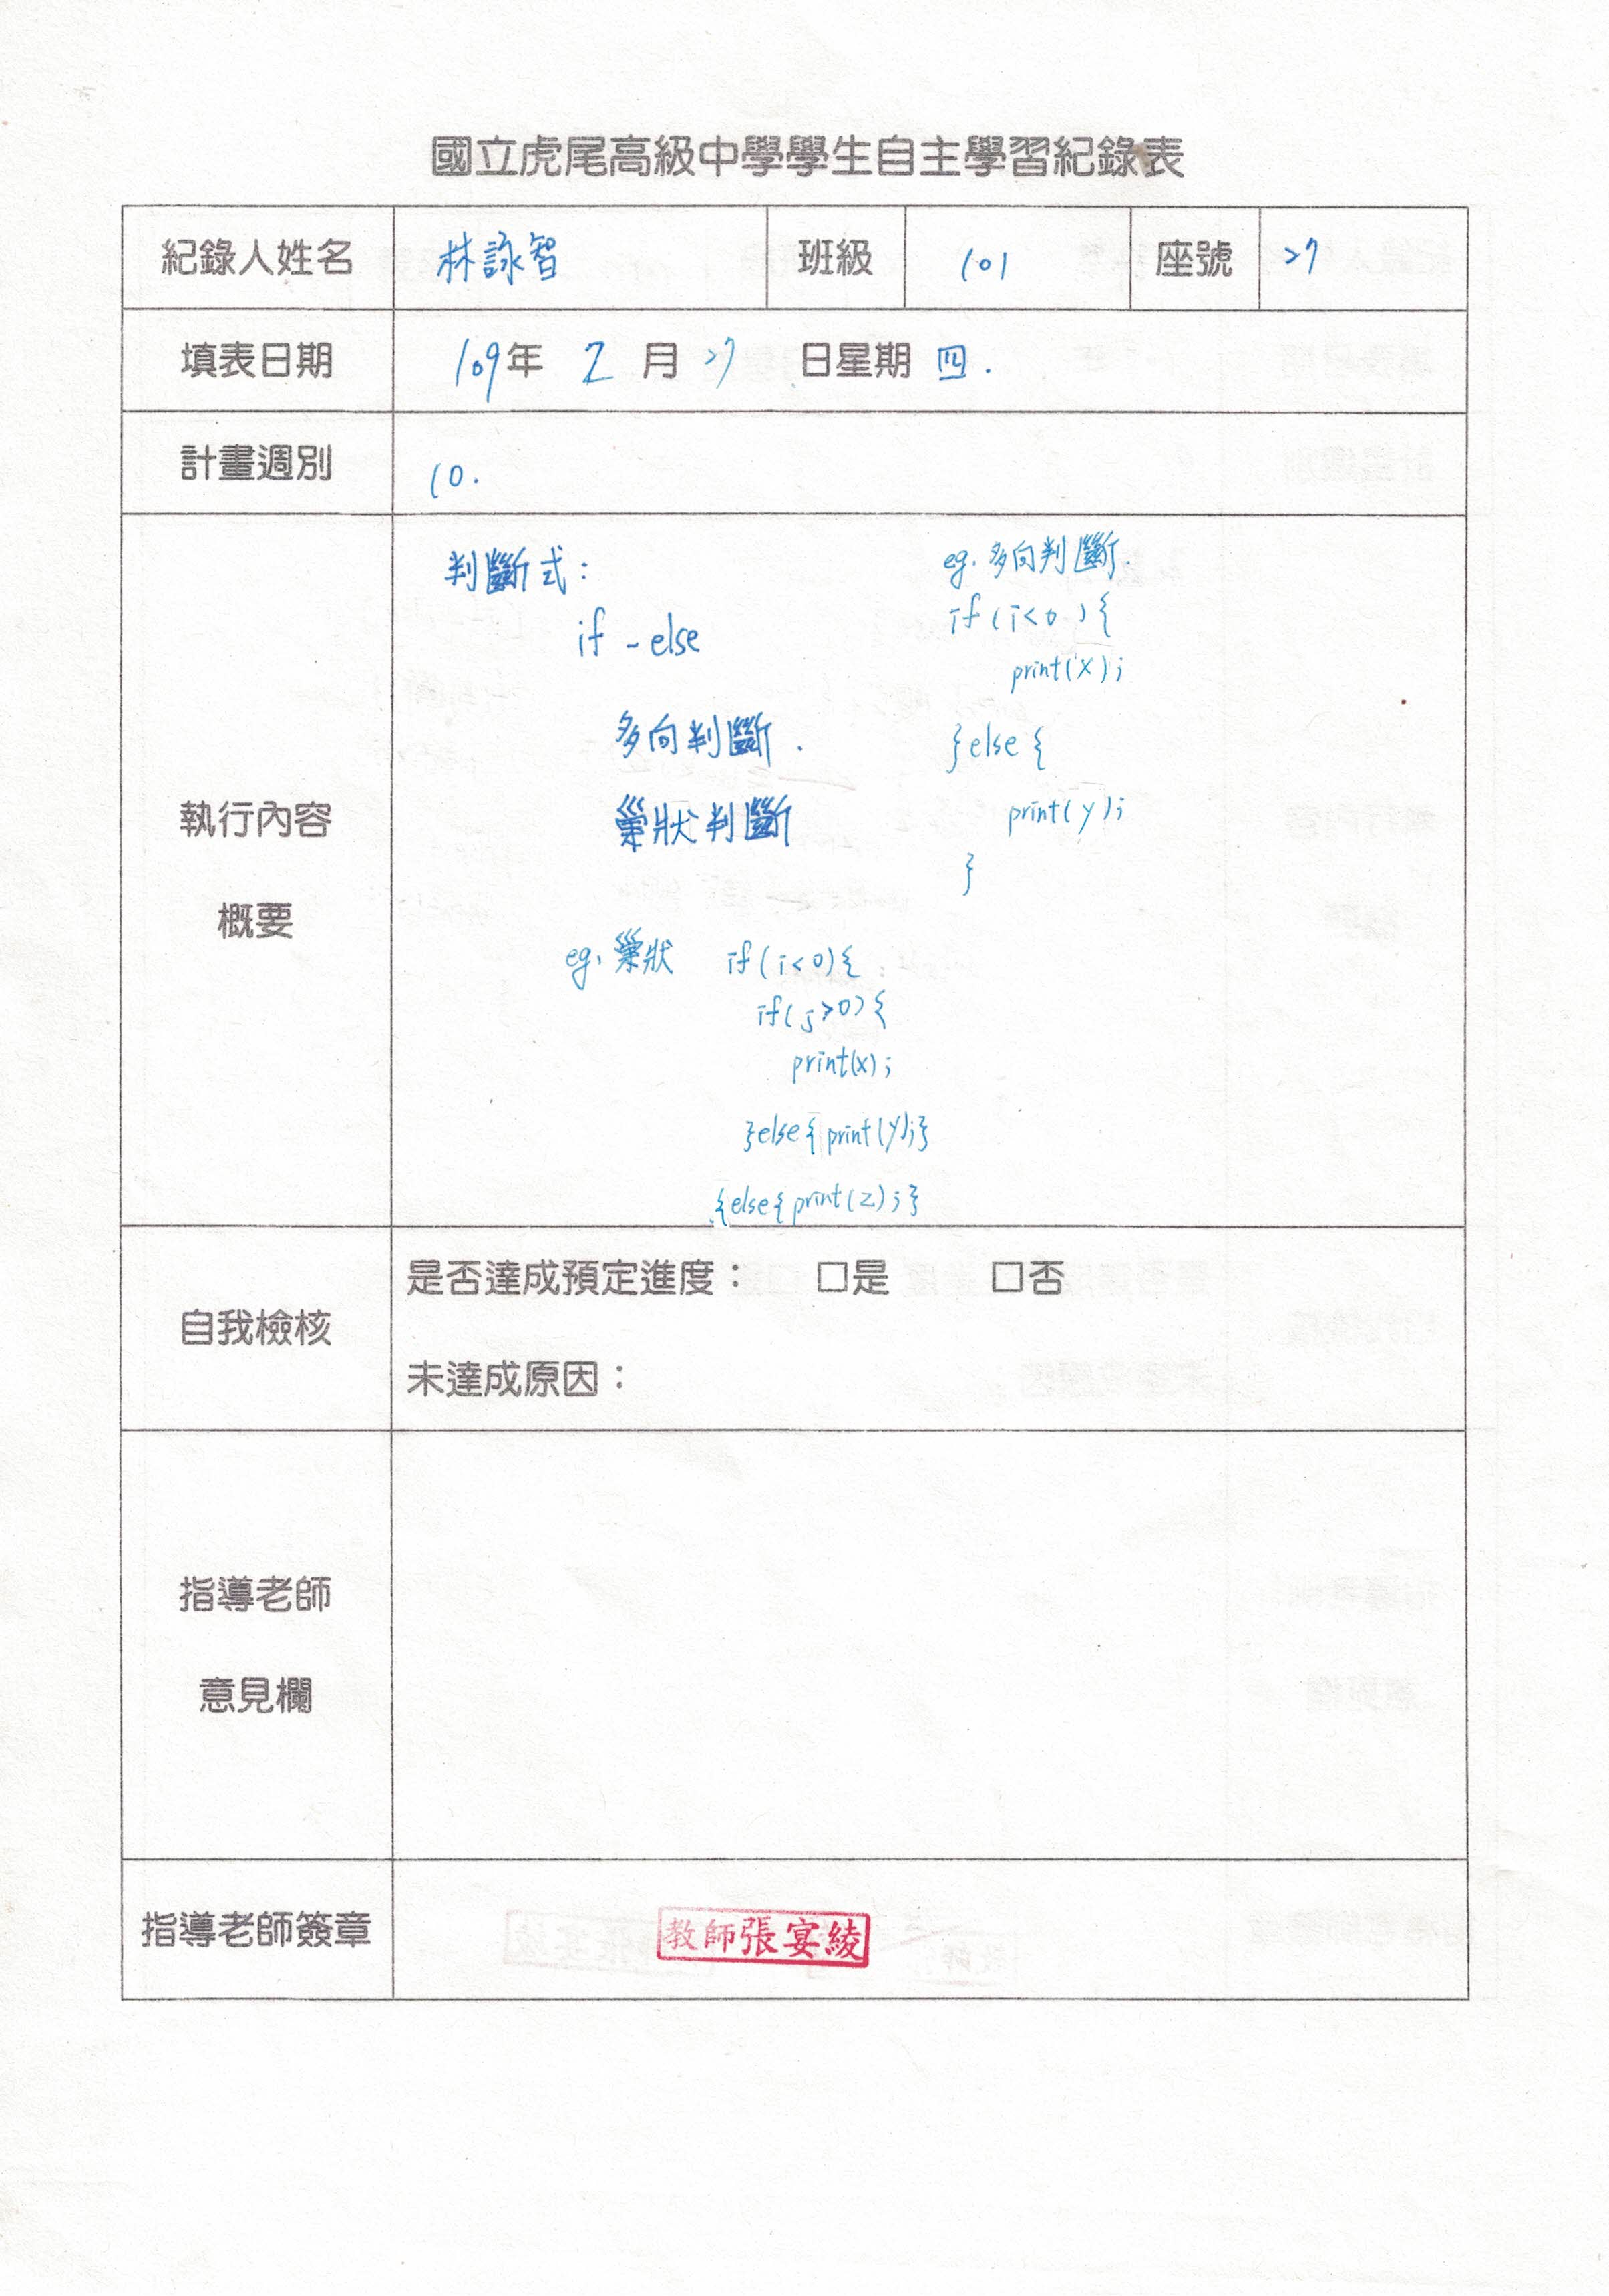 國立虎尾高級中學學生自主學習紀錄表
紀錄人姓名 林詠智 班級 101 座號 27
填表日期 109年 2 月 27 日星期 四.
計畫週別 10.
執行內容
概要
判斷式:
if - else
多向判斷.
巢狀判斷
eg. 多向判斷.
if (i<0) {
print(x);
}else {
print(y);
}
eg. 巢狀 if (i<0) {
if(j>0) {
print(x);
}else{print(y);}
{else{print(z);}
自我檢核
是否達成預定進度： □是 □否
未達成原因：
指導老師
意見欄
指導老師簽章 教師張宴綾